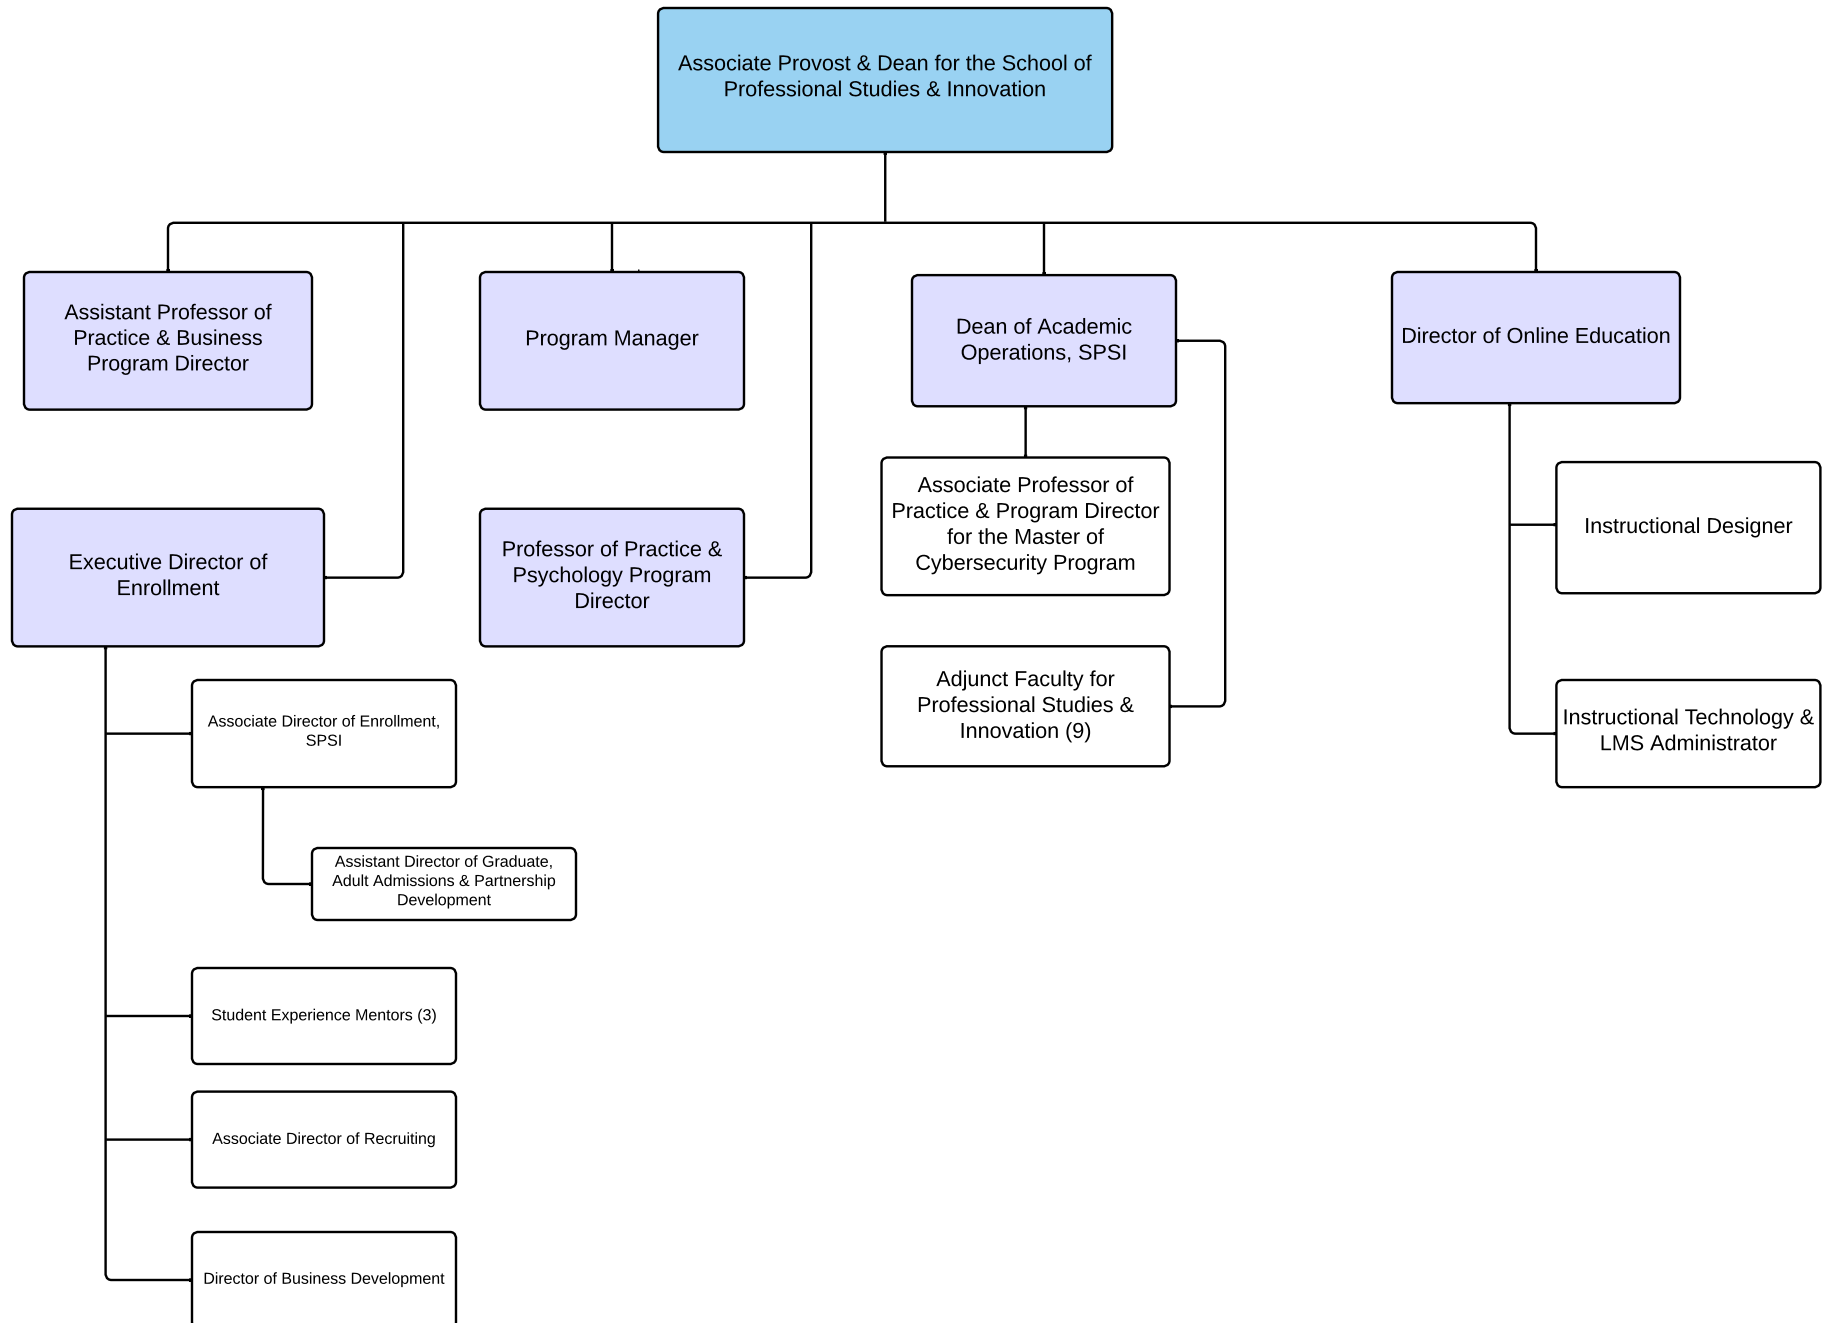 Associate Provost & Dean for the School of
Professional Studies & Innovation
Assistant Professor of
Practice & Business
Program Director
Program Manager
Dean of Academic
Operations, SPSI
Director of Online Education
Executive Director of
Enrollment
Professor of Practice &
Psychology Program
Director
Associate Professor of
Practice & Program Director
for the Master of
Cybersecurity Program
Instructional Designer
Adjunct Faculty for
Professional Studies &
Innovation (9)
Instructional Technology &
LMS Administrator
Associate Director of Enrollment,
SPSI
Assistant Director of Graduate,
Adult Admissions & Partnership
Development
Student Experience Mentors (3)
Associate Director of Recruiting
Director of Business Development